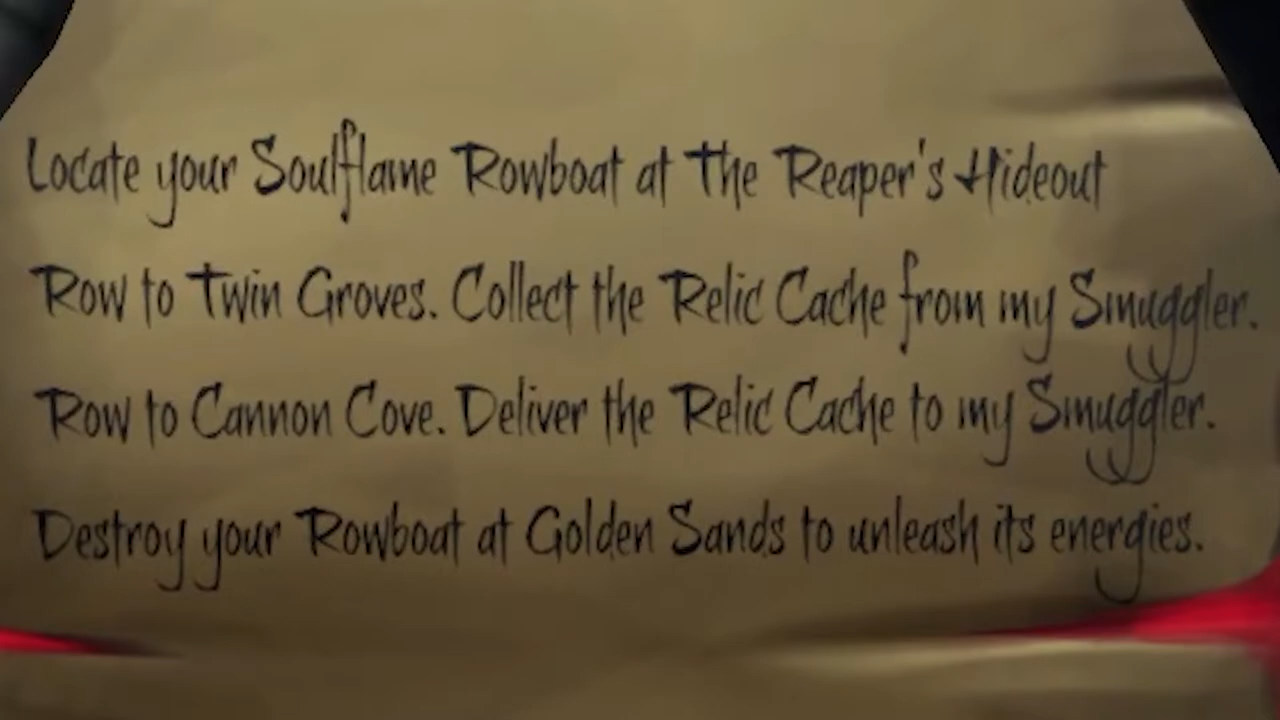 Locate your Soulflame Rowboat at The Reaper's Hideout
Row to Twin Groves. Collect the Relic Cache from my Smuggler.
Row to Cannon Cove. Deliver the Relic Cache to my Smuggler.
Destroy your Rowboat at Golden Sands to unleash its energies.